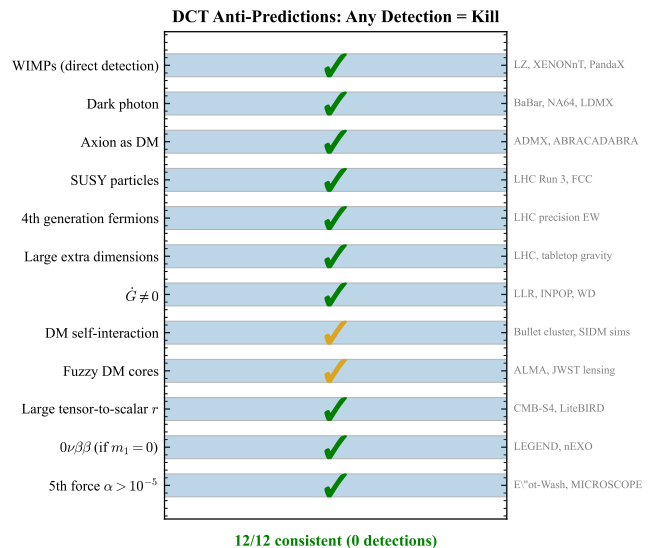 DCT Anti-Predictions: Any Detection = Kill
WIMPs (direct detection) ✓ LZ, XENONnT, PandaX
Dark photon ✓ BaBar, NA64, LDMX
Axion as DM ✓ ADMX, ABRACADABRA
SUSY particles ✓ LHC Run 3, FCC
4th generation fermions ✓ LHC precision EW
Large extra dimensions ✓ LHC, tabletop gravity
Ġ ≠ 0 ✓ LLR, INPOP, WD
DM self-interaction ✓ Bullet cluster, SIDM sims
Fuzzy DM cores ✓ ALMA, JWST lensing
Large tensor-to-scalar r ✓ CMB-S4, LiteBIRD
0νββ (if m₁ = 0) ✓ LEGEND, nEXO
5th force α > 10⁻⁵ ✓ E\"ot-Wash, MICROSCOPE
12/12 consistent (0 detections)